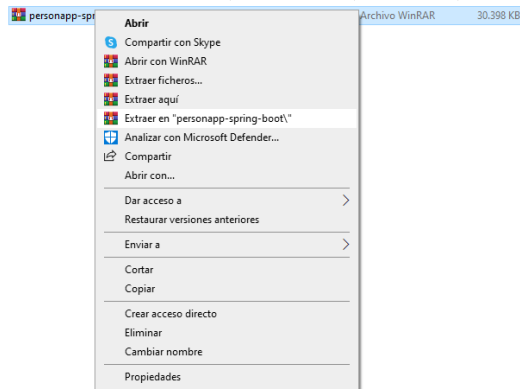 personapp-spr Archivo WinRAR 30.398 KB
Abrir
Compartir con Skype
Abrir con WinRAR
Extraer ficheros...
Extraer aquí
Extraer en "personapp-spring-boot\"
Analizar con Microsoft Defender...
Compartir
Abrir con...
Dar acceso a
Restaurar versiones anteriores
Enviar a
Cortar
Copiar
Crear acceso directo
Eliminar
Cambiar nombre
Propiedades